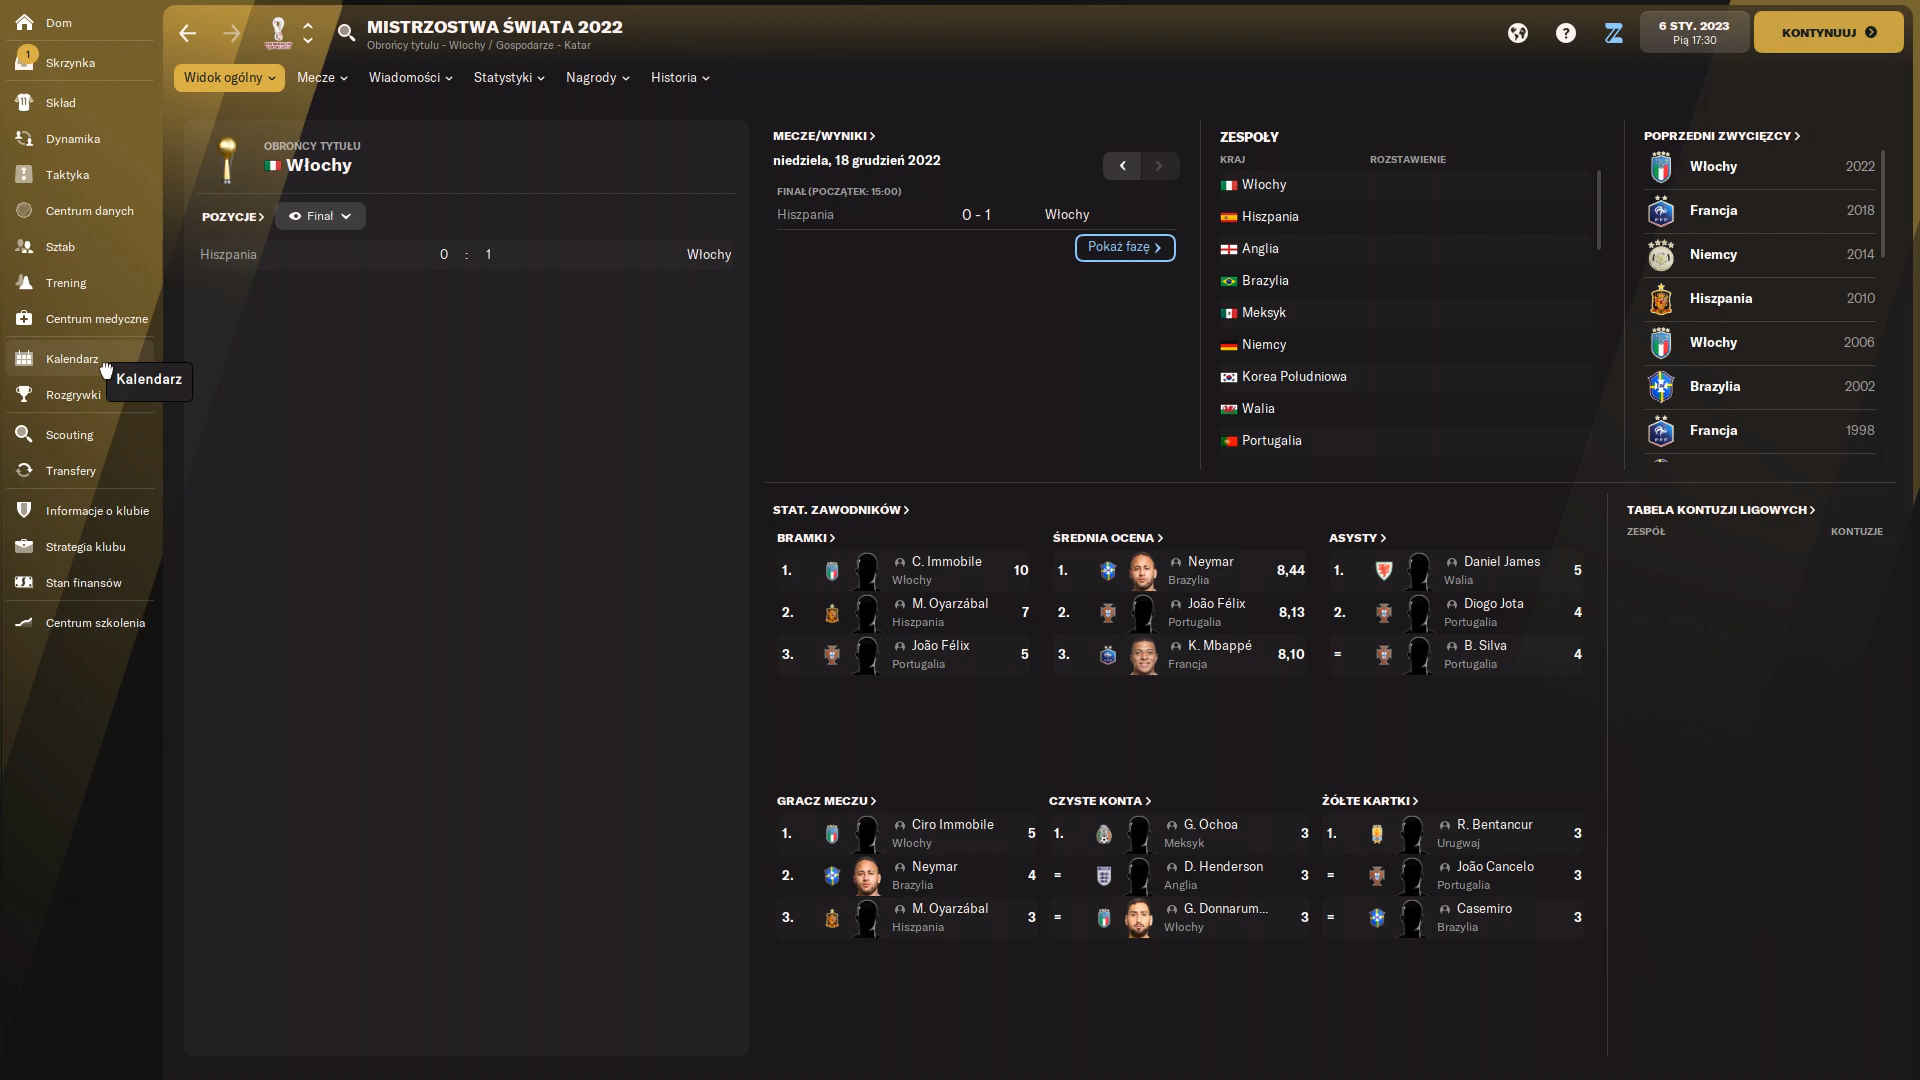 Dom
1
Skrzynka
Skład
Dynamika
Taktyka
Centrum danych
Sztab
Trening
Centrum medyczne
Kalendarz
Kalendarz
Rozgrywki
Scouting
Transfery
Informacje o klubie
Strategia klubu
Stan finansów
Centrum szkolenia
MISTRZOSTWA ŚWIATA 2022
Obrońcy tytułu - Włochy / Gospodarze - Katar
6 STY. 2023
Pią 17:30
KONTYNUUJ
Widok ogólny
Mecze
Wiadomości
Statystyki
Nagrody
Historia
OBROŃCY TYTUŁU
Włochy
POZYCJE
Finał
Hiszpania 0 : 1 Włochy
MECZE/WYNIKI
niedziela, 18 grudzień 2022
FINAŁ (POCZĄTEK: 15:00)
Hiszpania 0 - 1 Włochy
Pokaż fazę
ZESPOŁY
KRAJ ROZSTAWIENIE
Włochy
Hiszpania
Anglia
Brazylia
Meksyk
Niemcy
Korea Południowa
Walia
Portugalia
POPRZEDNI ZWYCIĘZCY
Włochy 2022
Francja 2018
Niemcy 2014
Hiszpania 2010
Włochy 2006
Brazylia 2002
Francja 1998
STAT. ZAWODNIKÓW
BRAMKI
1. C. Immobile 10
Włochy
2. M. Oyarzábal 7
Hiszpania
3. João Félix 5
Portugalia
ŚREDNIA OCENA
1. Neymar 8,44
Brazylia
2. João Félix 8,13
Portugalia
3. K. Mbappé 8,10
Francja
ASYSTY
1. Daniel James 5
Walia
2. Diogo Jota 4
Portugalia
= B. Silva 4
Portugalia
GRACZ MECZU
1. Ciro Immobile 5
Włochy
2. Neymar 4
Brazylia
3. M. Oyarzábal 3
Hiszpania
CZYSTE KONTA
1. G. Ochoa 3
Meksyk
= D. Henderson 3
Anglia
= G. Donnarum... 3
Włochy
ŻÓŁTE KARTKI
1. R. Bentancur 3
Urugwaj
= João Cancelo 3
Portugalia
= Casemiro 3
Brazylia
TABELA KONTUZJI LIGOWYCH
ZESPÓŁ KONTUZJE